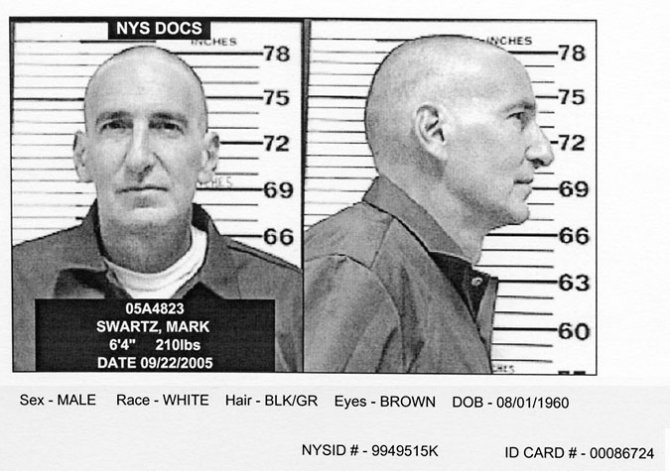 NYS DOCS
INCHES INCHES
78 78
75 75
72 72
69 69
66 66
63
60
05A4823
SWARTZ, MARK
6'4" 210lbs
DATE 09/22/2005
Sex - MALE Race - WHITE Hair - BLK/GR Eyes - BROWN DOB - 08/01/1960
NYSID # - 9949515K ID CARD # - 00086724